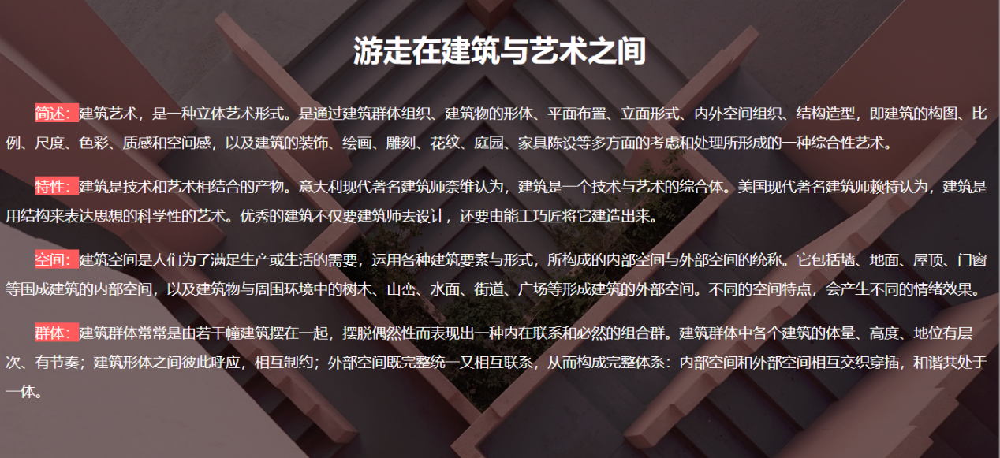 游走在建筑与艺术之间
简述：建筑艺术，是一种立体艺术形式。是通过建筑群体组织、建筑物的形体、平面布置、立面形式、内外空间组织、结构造型，即建筑的构图、比
例、尺度、色彩、质感和空间感，以及建筑的装饰、绘画、雕刻、花纹、庭园、家具陈设等多方面的考虑和处理所形成的一种综合性艺术。
特性：建筑是技术和艺术相结合的产物。意大利现代著名建筑师奈维认为，建筑是一个技术与艺术的综合体。美国现代著名建筑师赖特认为，建筑是
用结构来表达思想的科学性的艺术。优秀的建筑不仅要建筑师去设计，还要由能工巧匠将它建造出来。
空间：建筑空间是人们为了满足生产或生活的需要，运用各种建筑要素与形式，所构成的内部空间与外部空间的统称。它包括墙、地面、屋顶、门窗
等围成建筑的内部空间，以及建筑物与周围环境中的树木、山峦、水面、街道、广场等形成建筑的外部空间。不同的空间特点，会产生不同的情绪效果。
群体：建筑群体常常是由若干幢建筑摆在一起，摆脱偶然性而表现出一种内在联系和必然的组合群。建筑群体中各个建筑的体量、高度、地位有层
次、有节奏；建筑形体之间彼此呼应，相互制约；外部空间既完整统一又相互联系，从而构成完整体系：内部空间和外部空间相互交织穿插，和谐共处于
一体。